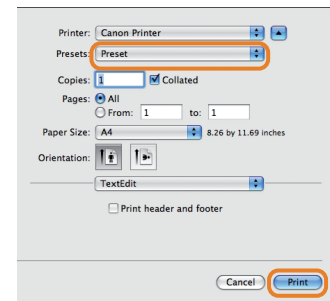 Printer: Canon Printer
Presets: Preset
Copies: 1 Collated
Pages: All
From: 1 to: 1
Paper Size: A4 8.26 by 11.69 inches
Orientation:
TextEdit
Print header and footer
Cancel Print